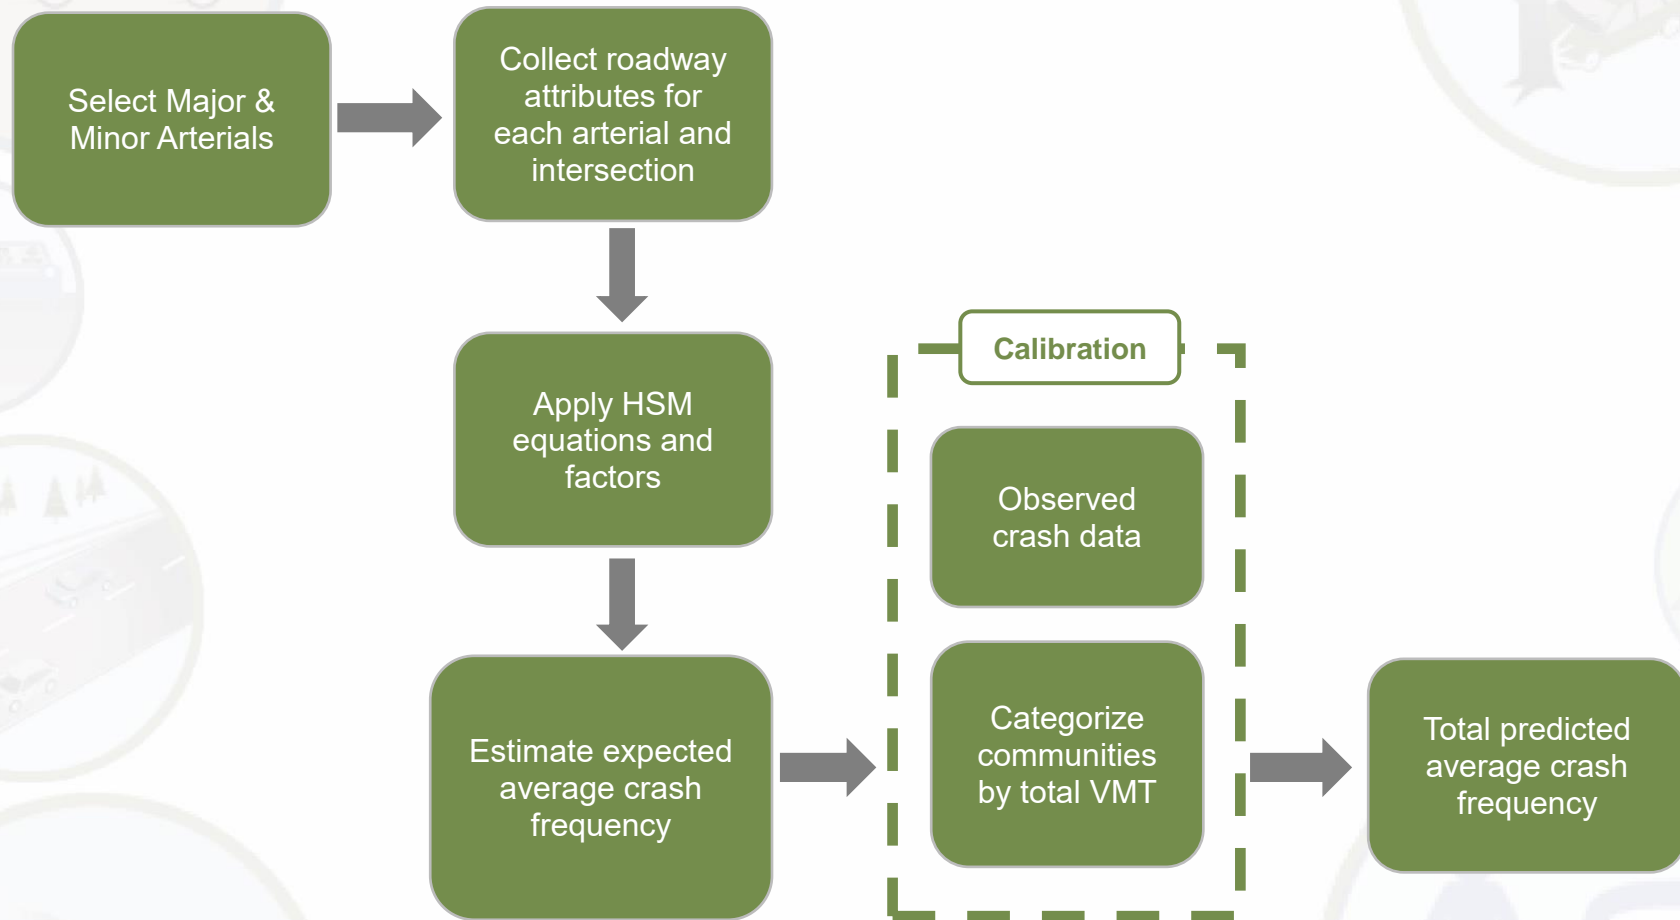 Select Major &
Minor Arterials
Collect roadway
attributes for
each arterial and
intersection
Apply HSM
equations and
factors
Estimate expected
average crash
frequency
Calibration
Observed
crash data
Categorize
communities
by total VMT
Total predicted
average crash
frequency